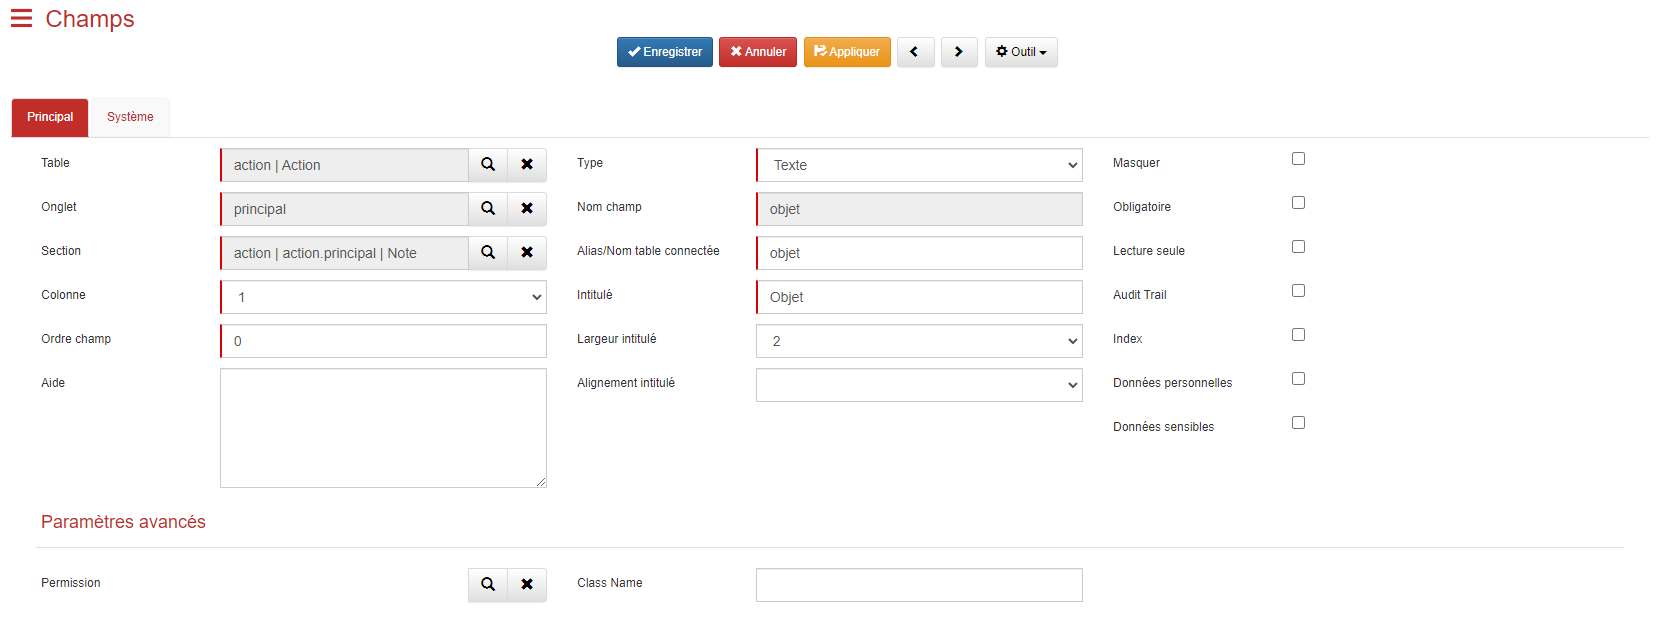 Champs
Enregistrer Annuler Appliquer Outil
Principal Système
Table action | Action Type Texte Masquer
Onglet principal Nom champ objet Obligatoire
Section action | action.principal | Note Alias/Nom table connectée objet Lecture seule
Colonne 1 Intitulé Objet Audit Trail
Ordre champ 0 Largeur intitulé 2 Index
Aide Alignement intitulé Données personnelles
Données sensibles
Paramètres avancés
Permission Class Name